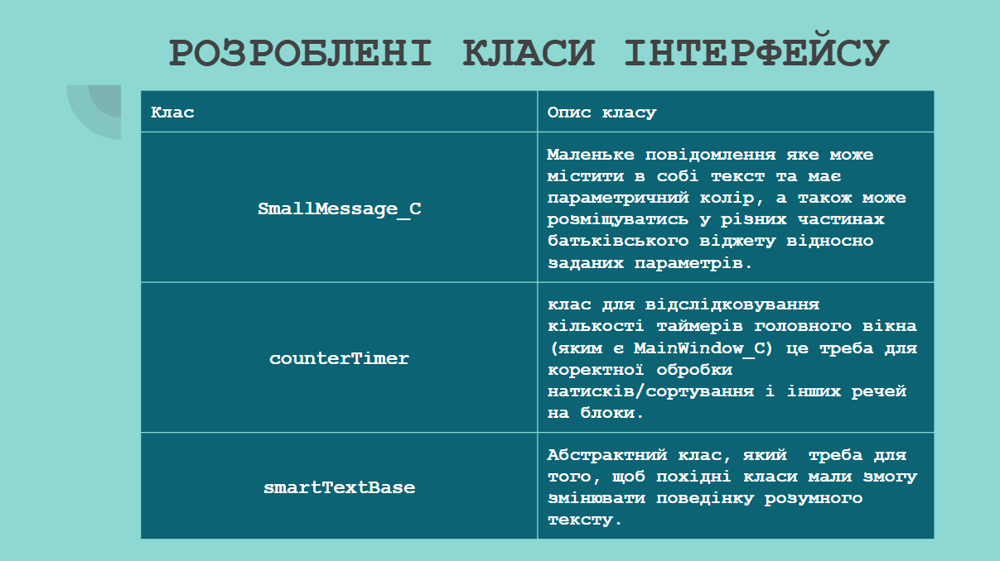 РОЗРОБЛЕНІ КЛАСИ ІНТЕРФЕЙСУ
Клас
Опис класу
SmallMessage_C
Маленьке повідомлення яке може
містити в собі текст та має
параметричний колір, а також може
розміщуватись у різних частинах
батьківського віджету відносно
заданих параметрів.
counterTimer
клас для відслідковування
кількості таймерів головного вікна
(яким є MainWindow_C) це треба для
коректної обробки
натисків/сортування і інших речей
на блоки.
smartTextBase
Абстрактний клас, який  треба для
того, щоб похідні класи мали змогу
змінювати поведінку розумного
тексту.